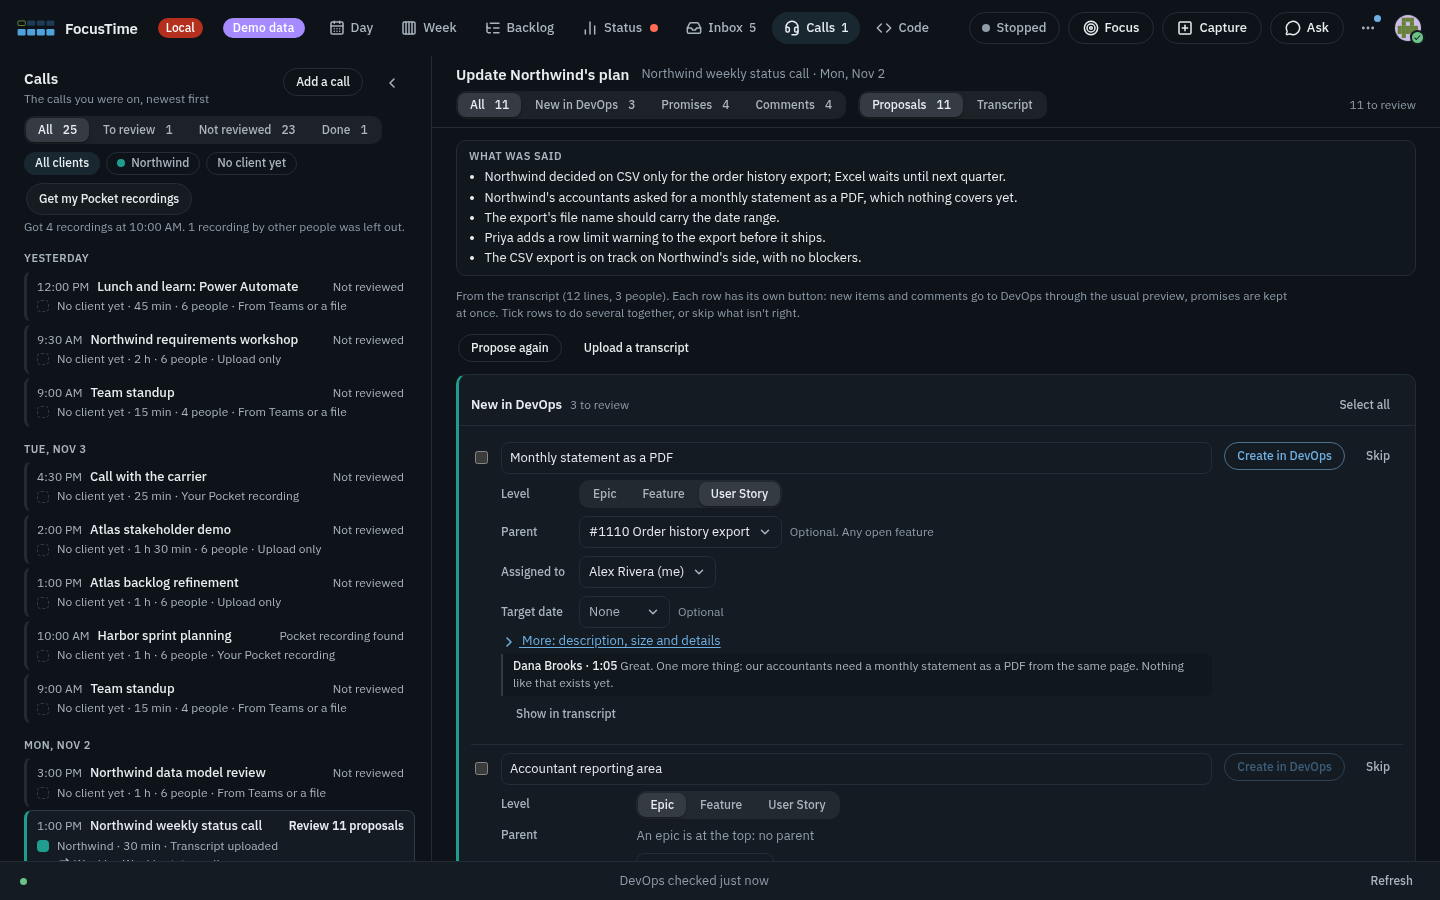 FocusTime
Local
Demo data
Day
Week
Backlog
Status
Inbox 5
Calls 1
Code
Stopped
Focus
Capture
Ask
Calls
The calls you were on, newest first
Add a call
All 25
To review 1
Not reviewed 23
Done 1
All clients
Northwind
No client yet
Get my Pocket recordings
Got 4 recordings at 10:00 AM. 1 recording by other people was left out.
YESTERDAY
12:00 PM Lunch and learn: Power Automate Not reviewed
No client yet · 45 min · 6 people · From Teams or a file
9:30 AM Northwind requirements workshop Not reviewed
No client yet · 2 h · 6 people · Upload only
9:00 AM Team standup Not reviewed
No client yet · 15 min · 4 people · From Teams or a file
TUE, NOV 3
4:30 PM Call with the carrier Not reviewed
No client yet · 25 min · Your Pocket recording
2:00 PM Atlas stakeholder demo Not reviewed
No client yet · 1 h 30 min · 6 people · Upload only
1:00 PM Atlas backlog refinement Not reviewed
No client yet · 1 h · 6 people · Upload only
10:00 AM Harbor sprint planning Pocket recording found
No client yet · 1 h · 6 people · Your Pocket recording
9:00 AM Team standup Not reviewed
No client yet · 15 min · 4 people · From Teams or a file
MON, NOV 2
3:00 PM Northwind data model review Not reviewed
No client yet · 1 h · 6 people · From Teams or a file
1:00 PM Northwind weekly status call Review 11 proposals
Northwind · 30 min · Transcript uploaded
Update Northwind's plan Northwind weekly status call · Mon, Nov 2
All 11
New in DevOps 3
Promises 4
Comments 4
Proposals 11
Transcript
11 to review
WHAT WAS SAID
• Northwind decided on CSV only for the order history export; Excel waits until next quarter.
• Northwind's accountants asked for a monthly statement as a PDF, which nothing covers yet.
• The export's file name should carry the date range.
• Priya adds a row limit warning to the export before it ships.
• The CSV export is on track on Northwind's side, with no blockers.
From the transcript (12 lines, 3 people). Each row has its own button: new items and comments go to DevOps through the usual preview, promises are kept
at once. Tick rows to do several together, or skip what isn't right.
Propose again
Upload a transcript
New in DevOps 3 to review
Select all
Monthly statement as a PDF
Create in DevOps
Skip
Level
Epic
Feature
User Story
Parent
#1110 Order history export
Optional. Any open feature
Assigned to
Alex Rivera (me)
Target date
None
Optional
More: description, size and details
Dana Brooks · 1:05 Great. One more thing: our accountants need a monthly statement as a PDF from the same page. Nothing
like that exists yet.
Show in transcript
Accountant reporting area
Create in DevOps
Skip
Level
Epic
Feature
User Story
Parent
An epic is at the top: no parent
DevOps checked just now
Refresh